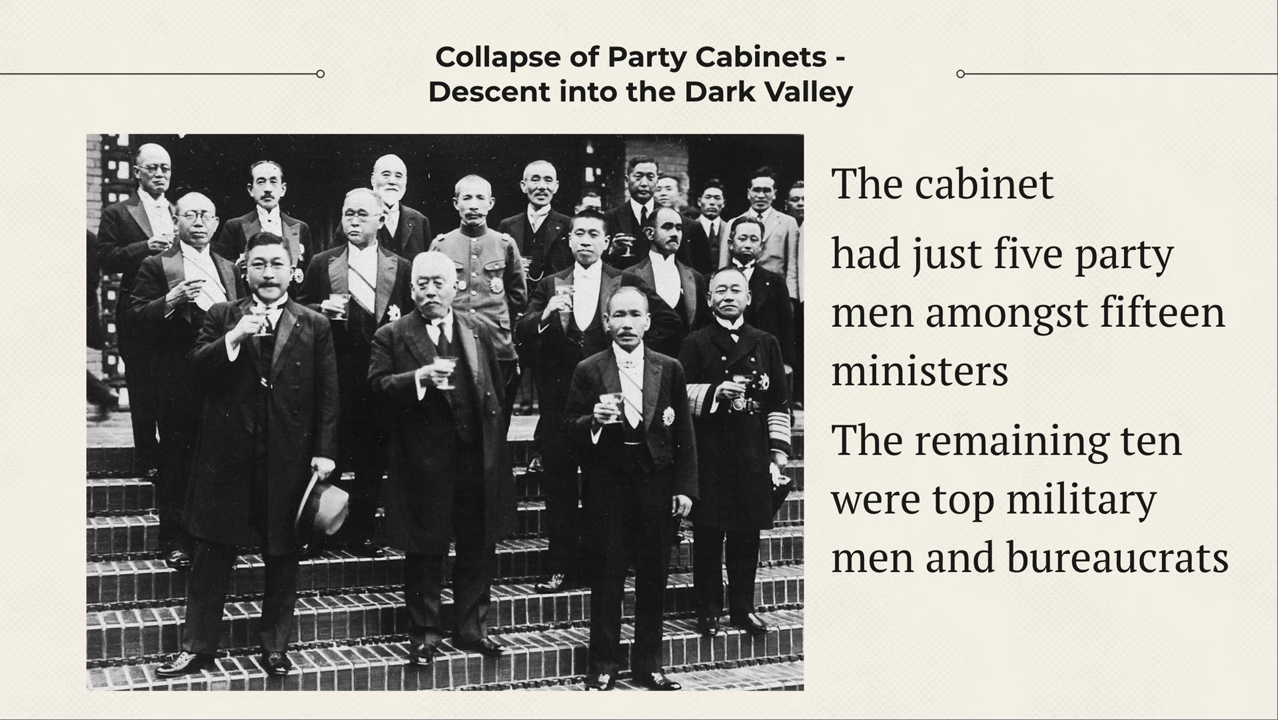 Collapse of Party Cabinets -
Descent into the Dark Valley
The cabinet
had just five party
men amongst fifteen
ministers
The remaining ten
were top military
men and bureaucrats